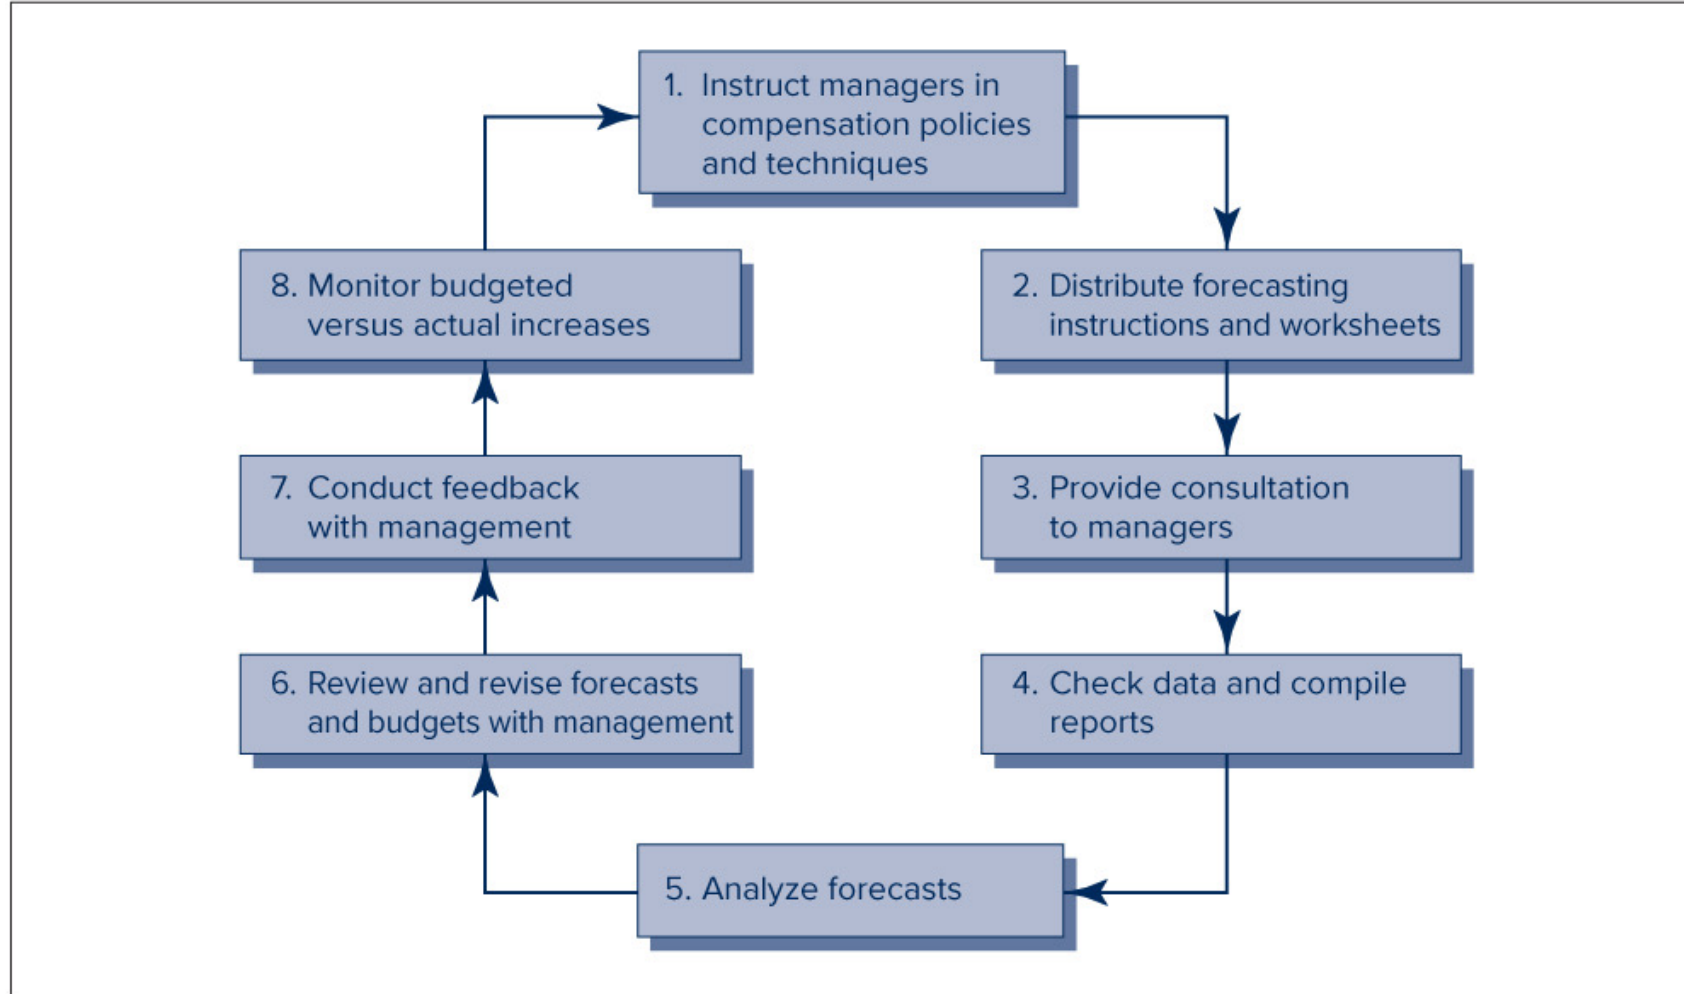 1. Instruct managers in
compensation policies
and techniques
2. Distribute forecasting
instructions and worksheets
3. Provide consultation
to managers
4. Check data and compile
reports
5. Analyze forecasts
6. Review and revise forecasts
and budgets with management
7. Conduct feedback
with management
8. Monitor budgeted
versus actual increases